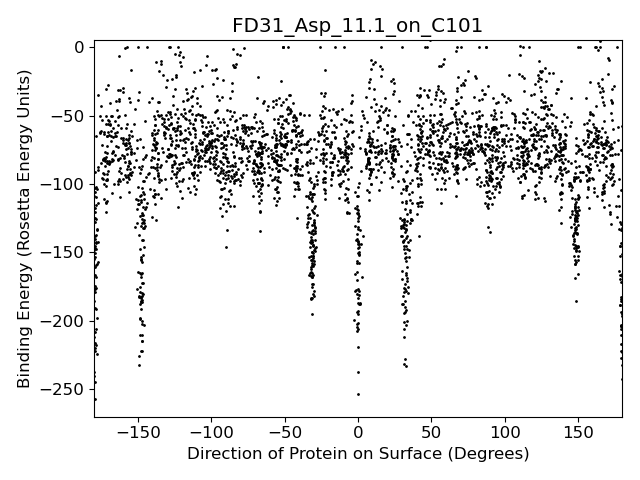 FD31_Asp_11.1_on_C101
0
−50
−100
−150
−200
−250
Binding Energy (Rosetta Energy Units)
−150 −100 −50 0 50 100 150
Direction of Protein on Surface (Degrees)